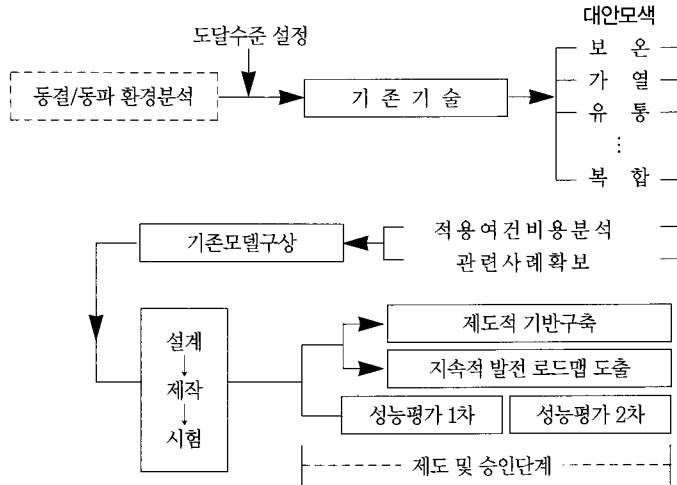 대안모색
도달수준 설정
보 온
동결/동파 환경분석
기 존 기 술
가 열
유 통
⋮
복 합
적용여건비용분석
기존모델구상
관련사례확보
제도적 기반구축
설계
지속적 발전 로드맵 도출
제작
성능평가 1차
성능평가 2차
시험
제도 및 승인단계